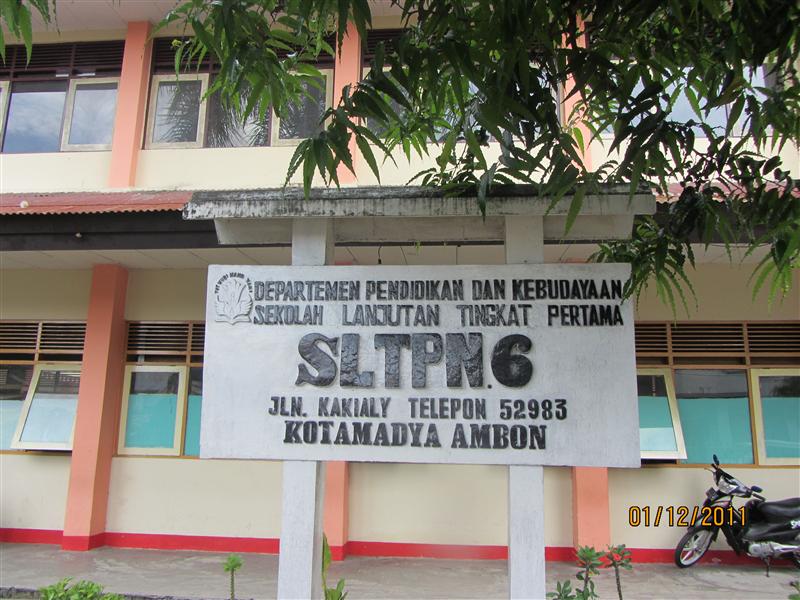 DEPARTEMEN PENDIDIKAN DAN KEBUDAYAAN
SEKOLAH LANJUTAN TINGKAT PERTAMA
SLTPN.6
JLN. KAKIALY TELEPON 52983
KOTAMADYA AMBON
01/12/2011